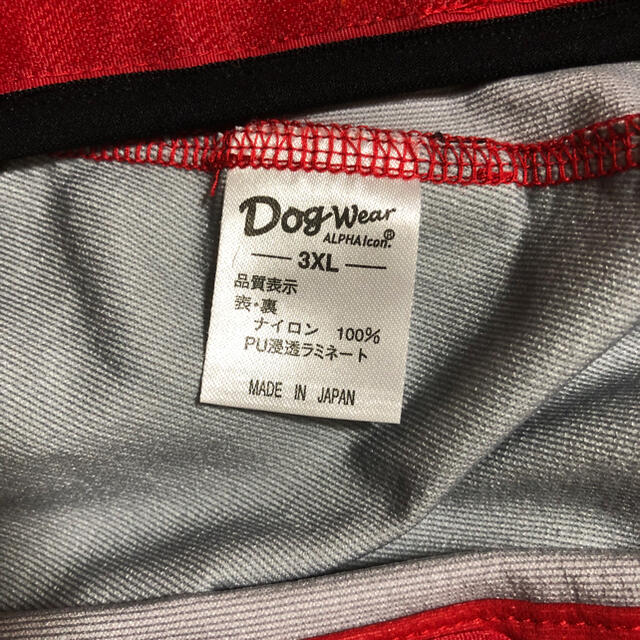 Dog Wear
ALPHAIcon.®
3XL
品質表示
表・裏
ナイロン 100%
PU浸透ラミネート
MADE IN JAPAN